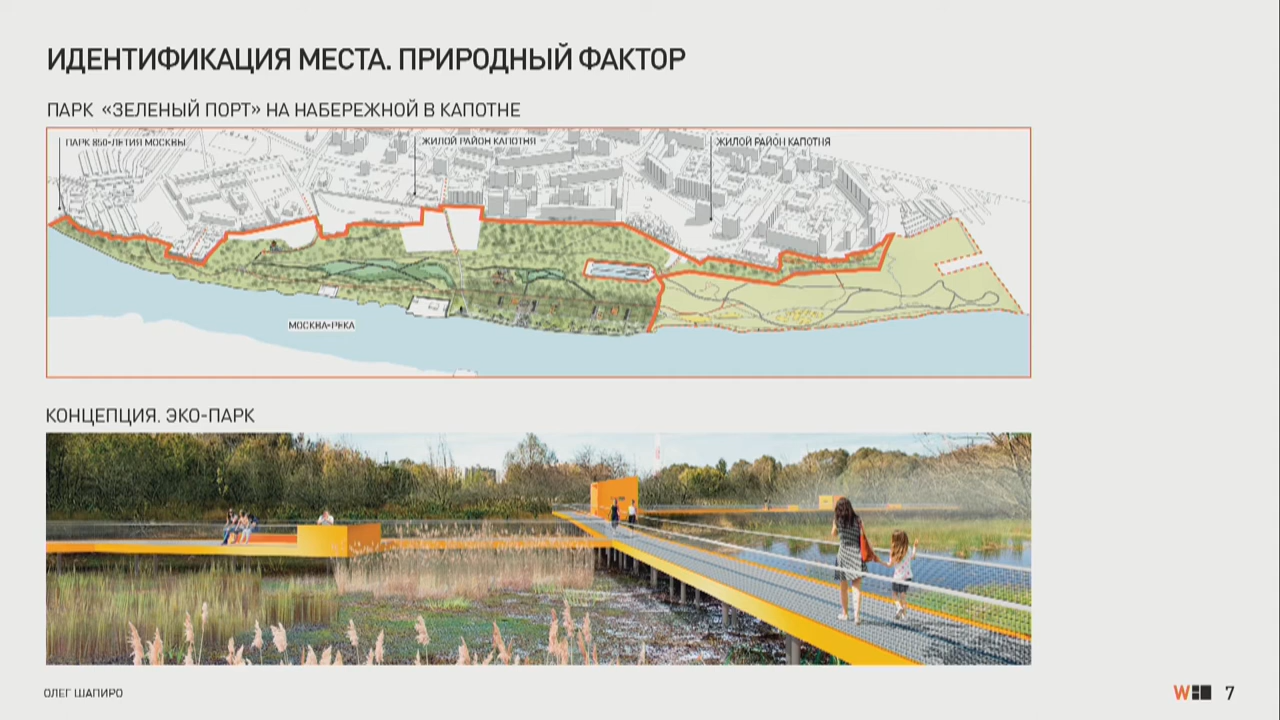 ИДЕНТИФИКАЦИЯ МЕСТА. ПРИРОДНЫЙ ФАКТОР
ПАРК «ЗЕЛЕНЫЙ ПОРТ» НА НАБЕРЕЖНОЙ В КАПОТНЕ
ПАРК 850-ЛЕТИЯ МОСКВЫ
ЖИЛОЙ РАЙОН КАПОТНЯ
ЖИЛОЙ РАЙОН КАПОТНЯ
МОСКВА-РЕКА
КОНЦЕПЦИЯ. ЭКО-ПАРК
ОЛЕГ ШАПИРО
W
7